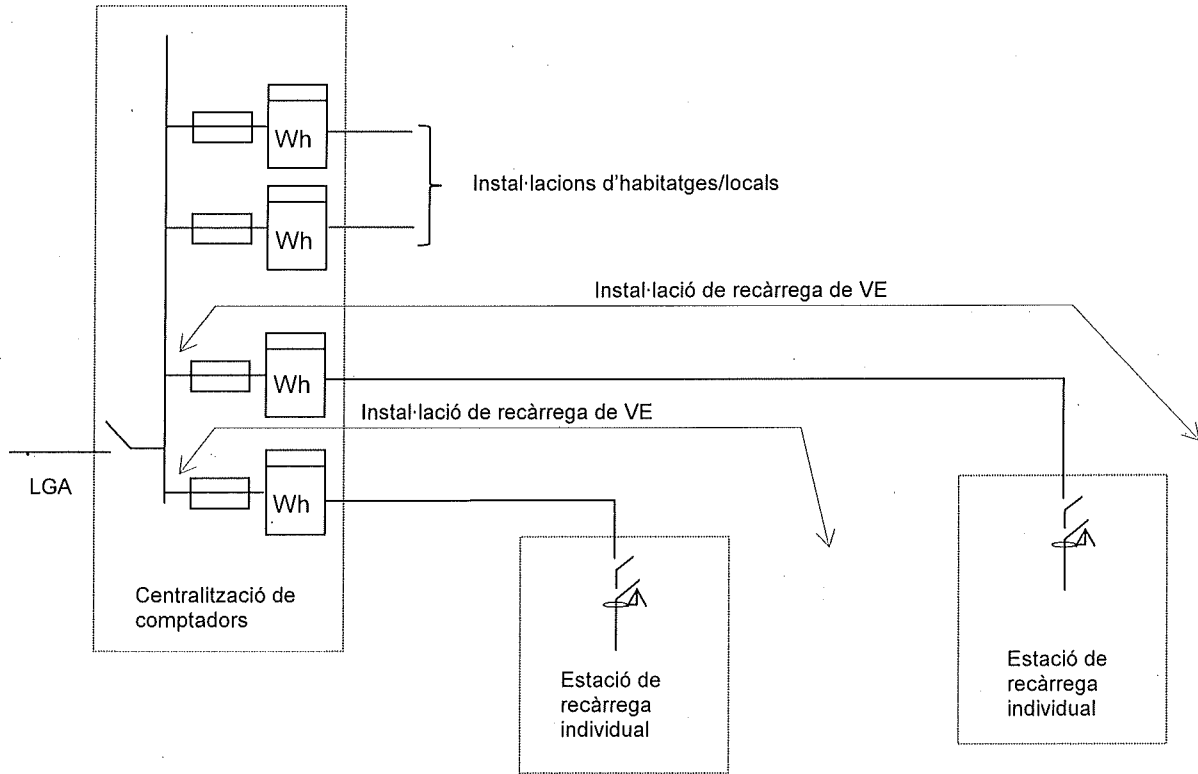 Wh
Wh
Instal·lacions d'habitatges/locals
Instal·lació de recàrrega de VE
Wh
Instal·lació de recàrrega de VE
LGA
Wh
Centralització de
comptadors
Estació de
recàrrega
individual
Estació de
recàrrega
individual